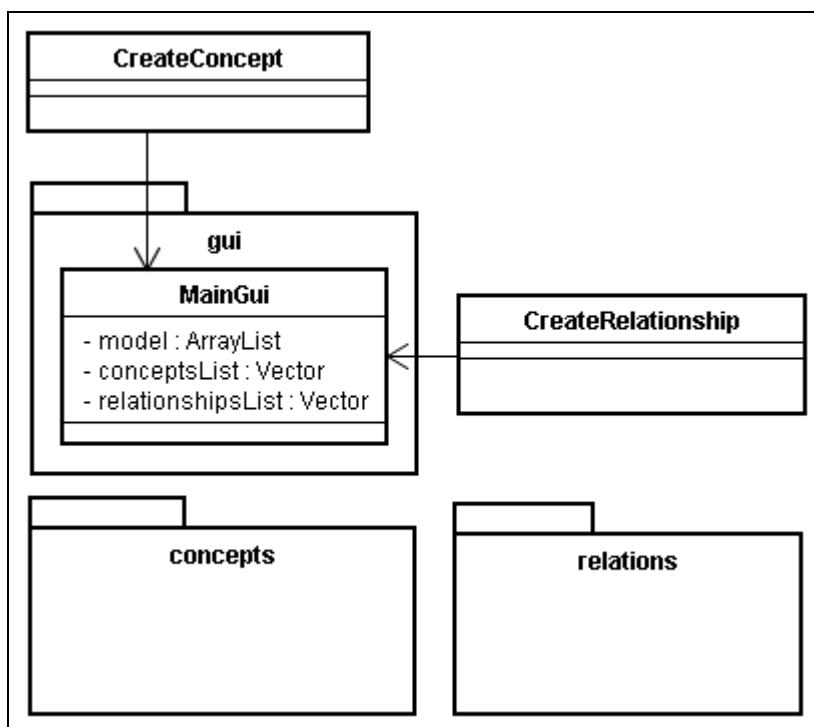 CreateConcept
gui
MainGui
- model : ArrayList
- conceptsList : Vector
- relationshipsList : Vector
CreateRelationship
concepts
relations